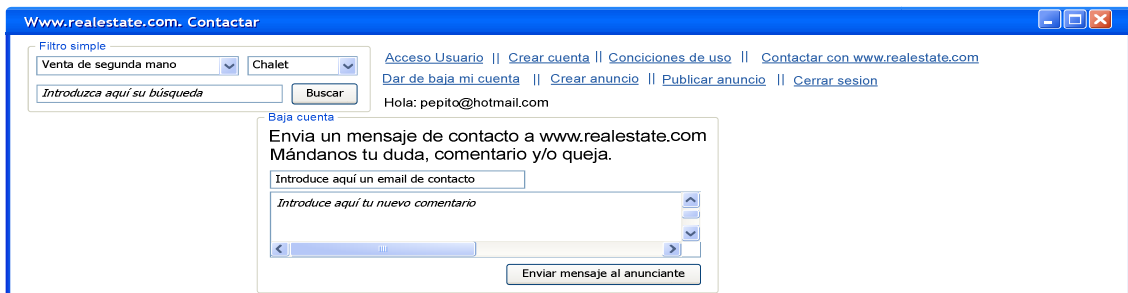 Www.realestate.com. Contactar
Filtro simple
Venta de segunda mano Chalet
Introduzca aquí su búsqueda Buscar
Acceso Usuario || Crear cuenta || Conciciones de uso || Contactar con www.realestate.com
Dar de baja mi cuenta || Crear anuncio || Publicar anuncio || Cerrar sesion
Hola: pepito@hotmail.com
Baja cuenta
Envia un mensaje de contacto a www.realestate.com
Mándanos tu duda, comentario y/o queja.
Introduce aquí un email de contacto
Introduce aquí tu nuevo comentario
Enviar mensaje al anunciante